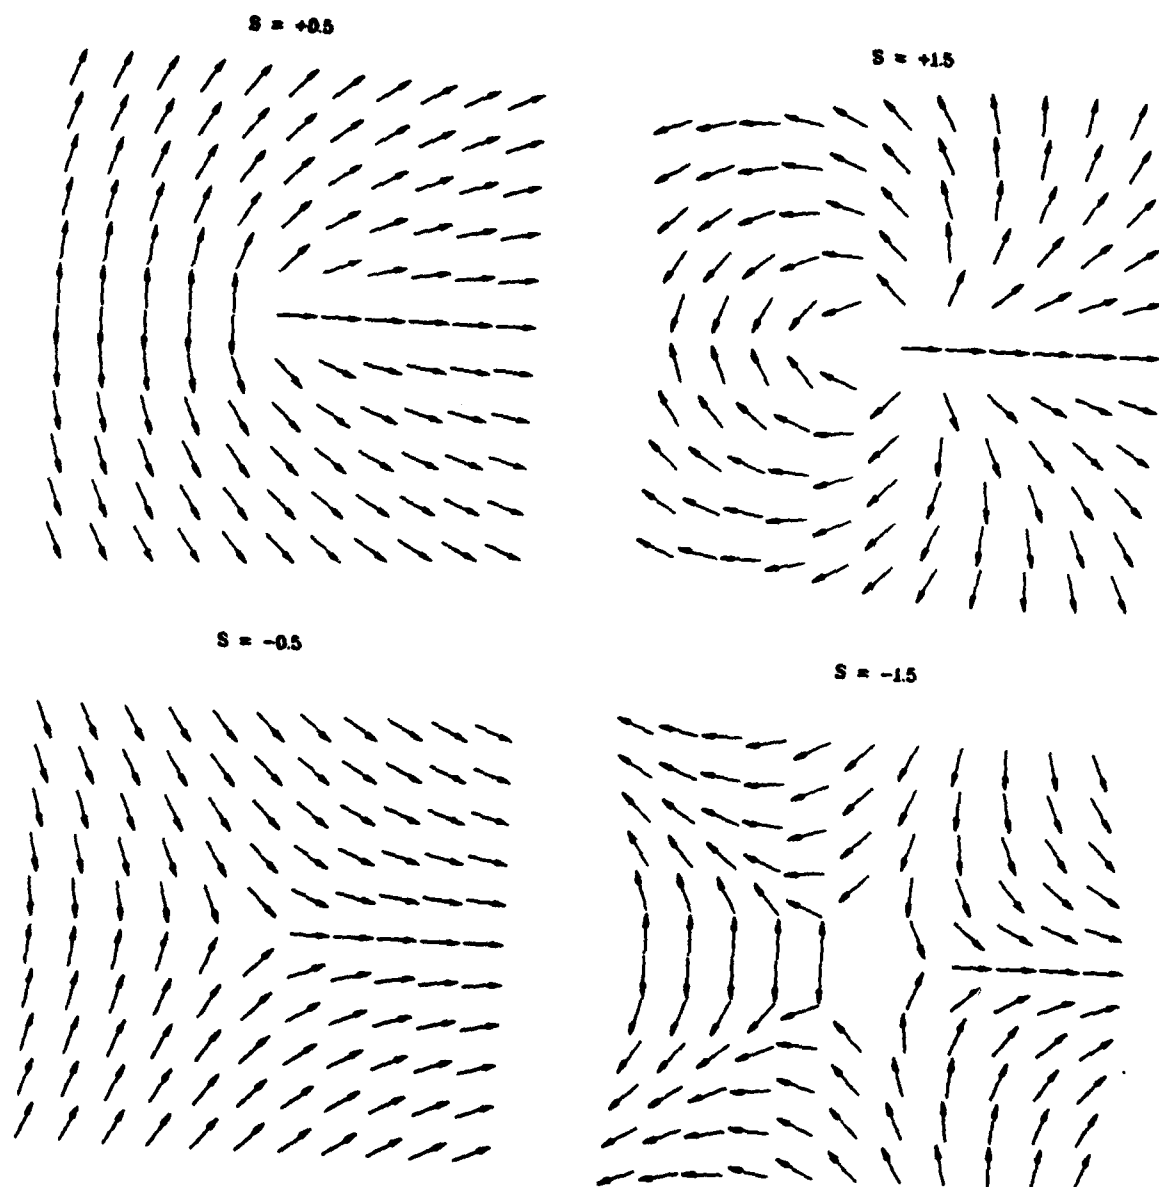 S = +0.5
S = +1.5
S = -0.5
S = -1.5